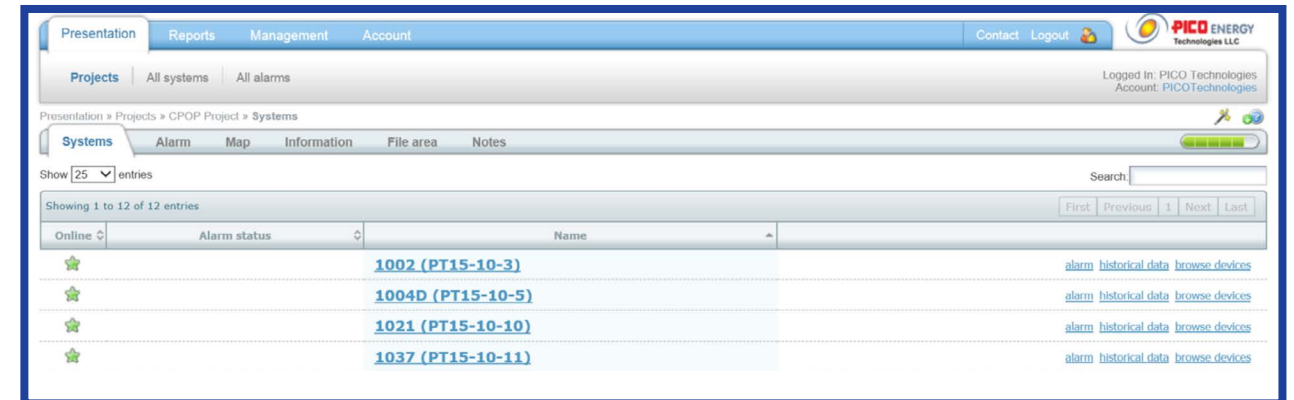 Presentation Reports Management Account Contact Logout PICO ENERGY
Technologies LLC
Projects All systems All alarms Logged In: PICO Technologies
Account: PICOTechnologies
Presentation » Projects » CPOP Project » Systems
Systems Alarm Map Information File area Notes
Show 25 entries Search:
Showing 1 to 12 of 12 entries First Previous 1 Next Last
Online Alarm status Name
1002 (PT15-10-3) alarm historical data browse devices
1004D (PT15-10-5) alarm historical data browse devices
1021 (PT15-10-10) alarm historical data browse devices
1037 (PT15-10-11) alarm historical data browse devices